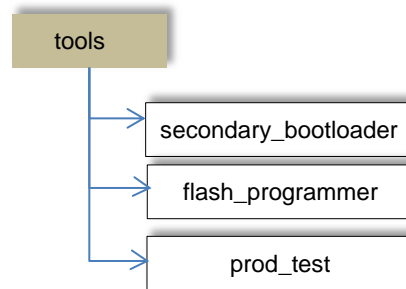 tools
secondary_bootloader
flash_programmer
prod_test